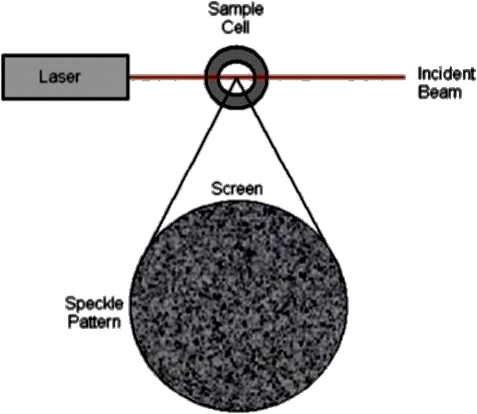 Sample
Cell
Laser
Incident
Beam
Screen
Speckle
Pattern